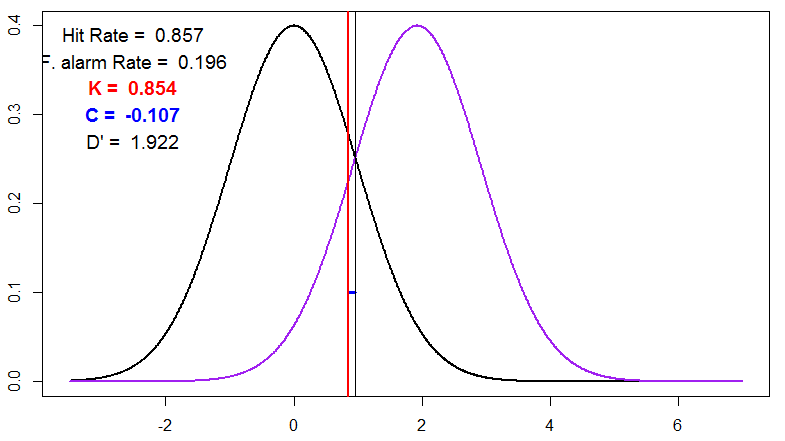 Hit Rate = 0.857
F. alarm Rate = 0.196
K = 0.854
C = -0.107
D' = 1.922
0.4
0.3
0.2
0.1
0.0
-2 0 2 4 6